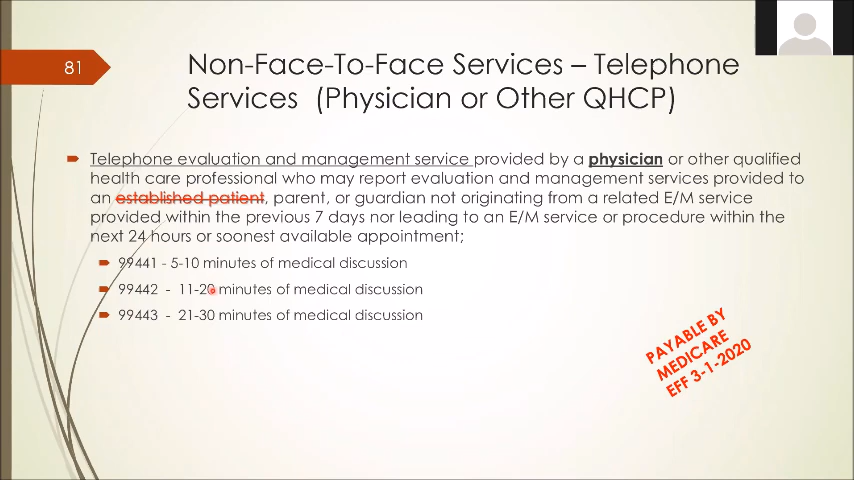 81
Non-Face-To-Face Services – Telephone
Services (Physician or Other QHCP)
Telephone evaluation and management service provided by a physician or other qualified
health care professional who may report evaluation and management services provided to
an established patient, parent, or guardian not originating from a related E/M service
provided within the previous 7 days nor leading to an E/M service or procedure within the
next 24 hours or soonest available appointment;
99441 - 5-10 minutes of medical discussion
99442 - 11-20 minutes of medical discussion
99443 - 21-30 minutes of medical discussion
PAYABLE BY
MEDICARE
EFF 3-1-2020